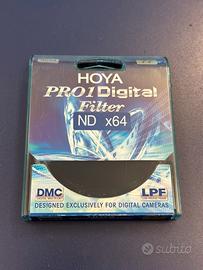 HOYA
PRO1 Digital
Filter
ND x64
DMC
LPF
DESIGNED EXCLUSIVELY FOR DIGITAL CAMERAS
subito